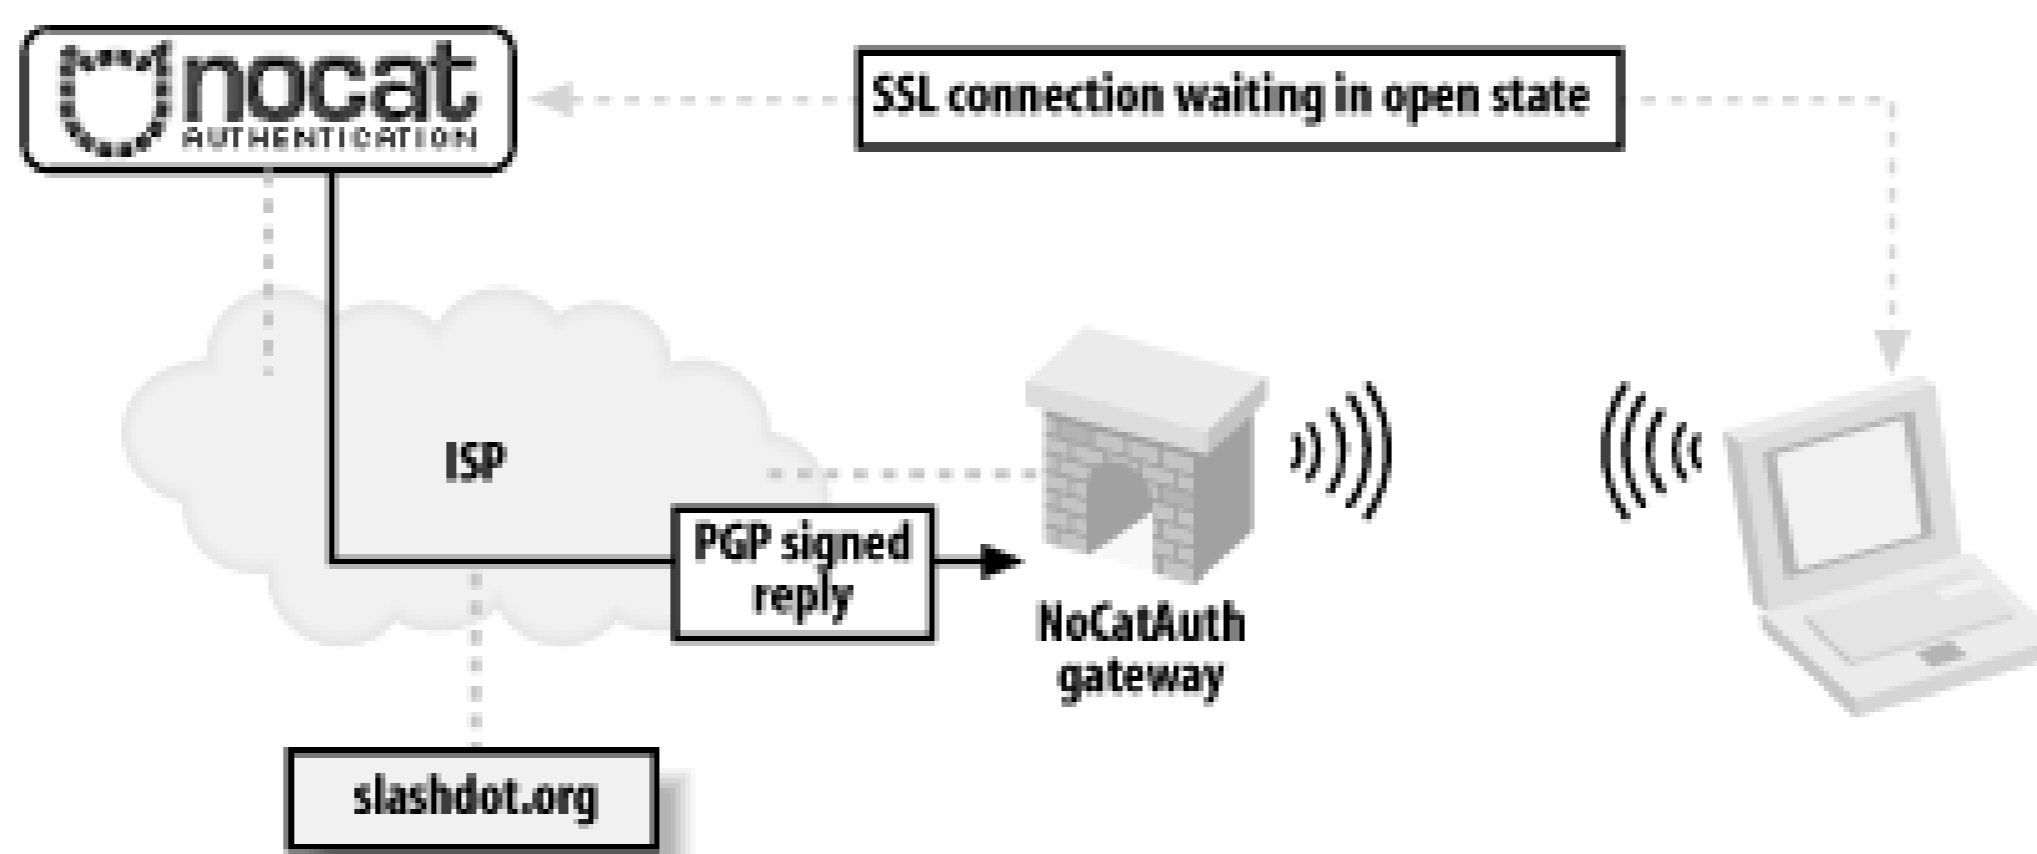 nocat
AUTHENTICATION
SSL connection waiting in open state
ISP
PGP signed
reply
NoCatAuth
gateway
slashdot.org